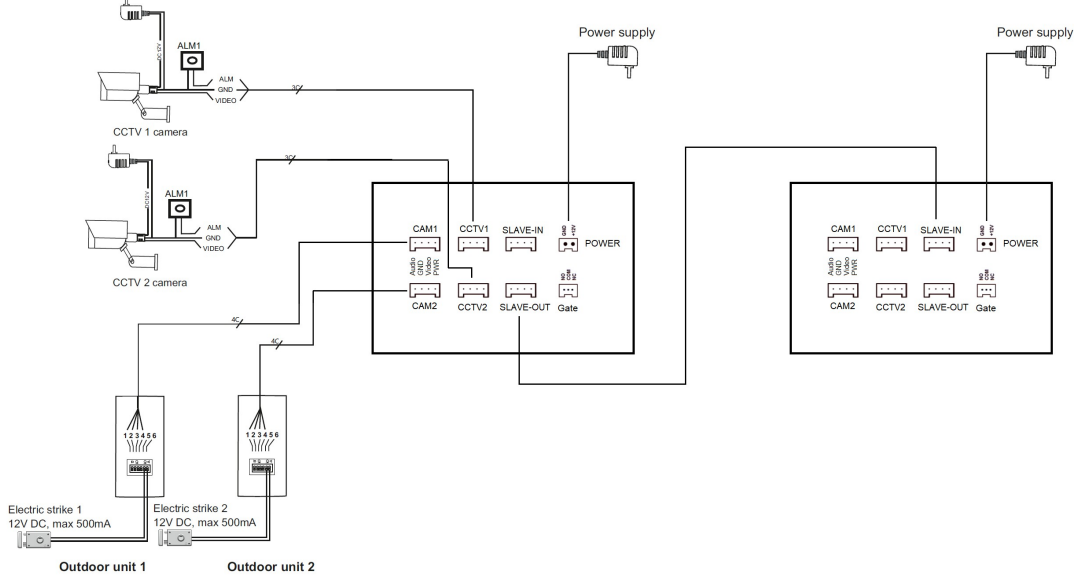 DC 12V
ALM1
ALM
GND
VIDEO
3C
CCTV 1 camera
DC12V
ALM1
ALM
GND
VIDEO
3C
CCTV 2 camera
Power supply
CAM1
CCTV1
SLAVE-IN
GND
+12V
POWER
Audio
GND
Video
PWR
NO
COM
NC
CAM2
CCTV2
SLAVE-OUT
Gate
Power supply
CAM1
CCTV1
SLAVE-IN
GND
+12V
POWER
Audio
GND
Video
PWR
NO
COM
NC
CAM2
CCTV2
SLAVE-OUT
Gate
4C
4C
1 2 3 4 5 6
1 2 3 4 5 6
Electric strike 1
12V DC, max 500mA
Electric strike 2
12V DC, max 500mA
Outdoor unit 1
Outdoor unit 2